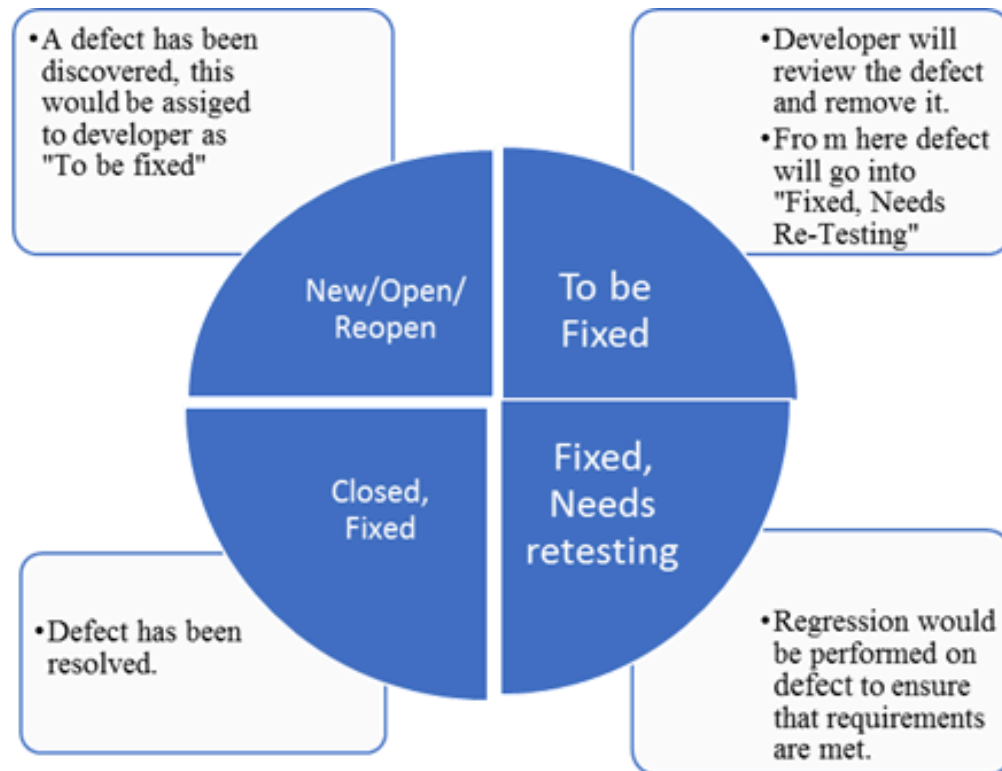 •A defect has been
discovered, this
would be assiged
to developer as
"To be fixed"
•Developer will
review the defect
and remove it.
•Fro m here defect
will go into
"Fixed, Needs
Re-Testing"
New/Open/
Reopen
To be
Fixed
Closed,
Fixed
Fixed,
Needs
retesting
•Defect has been
resolved.
•Regression would
be performed on
defect to ensure
that requirements
are met.